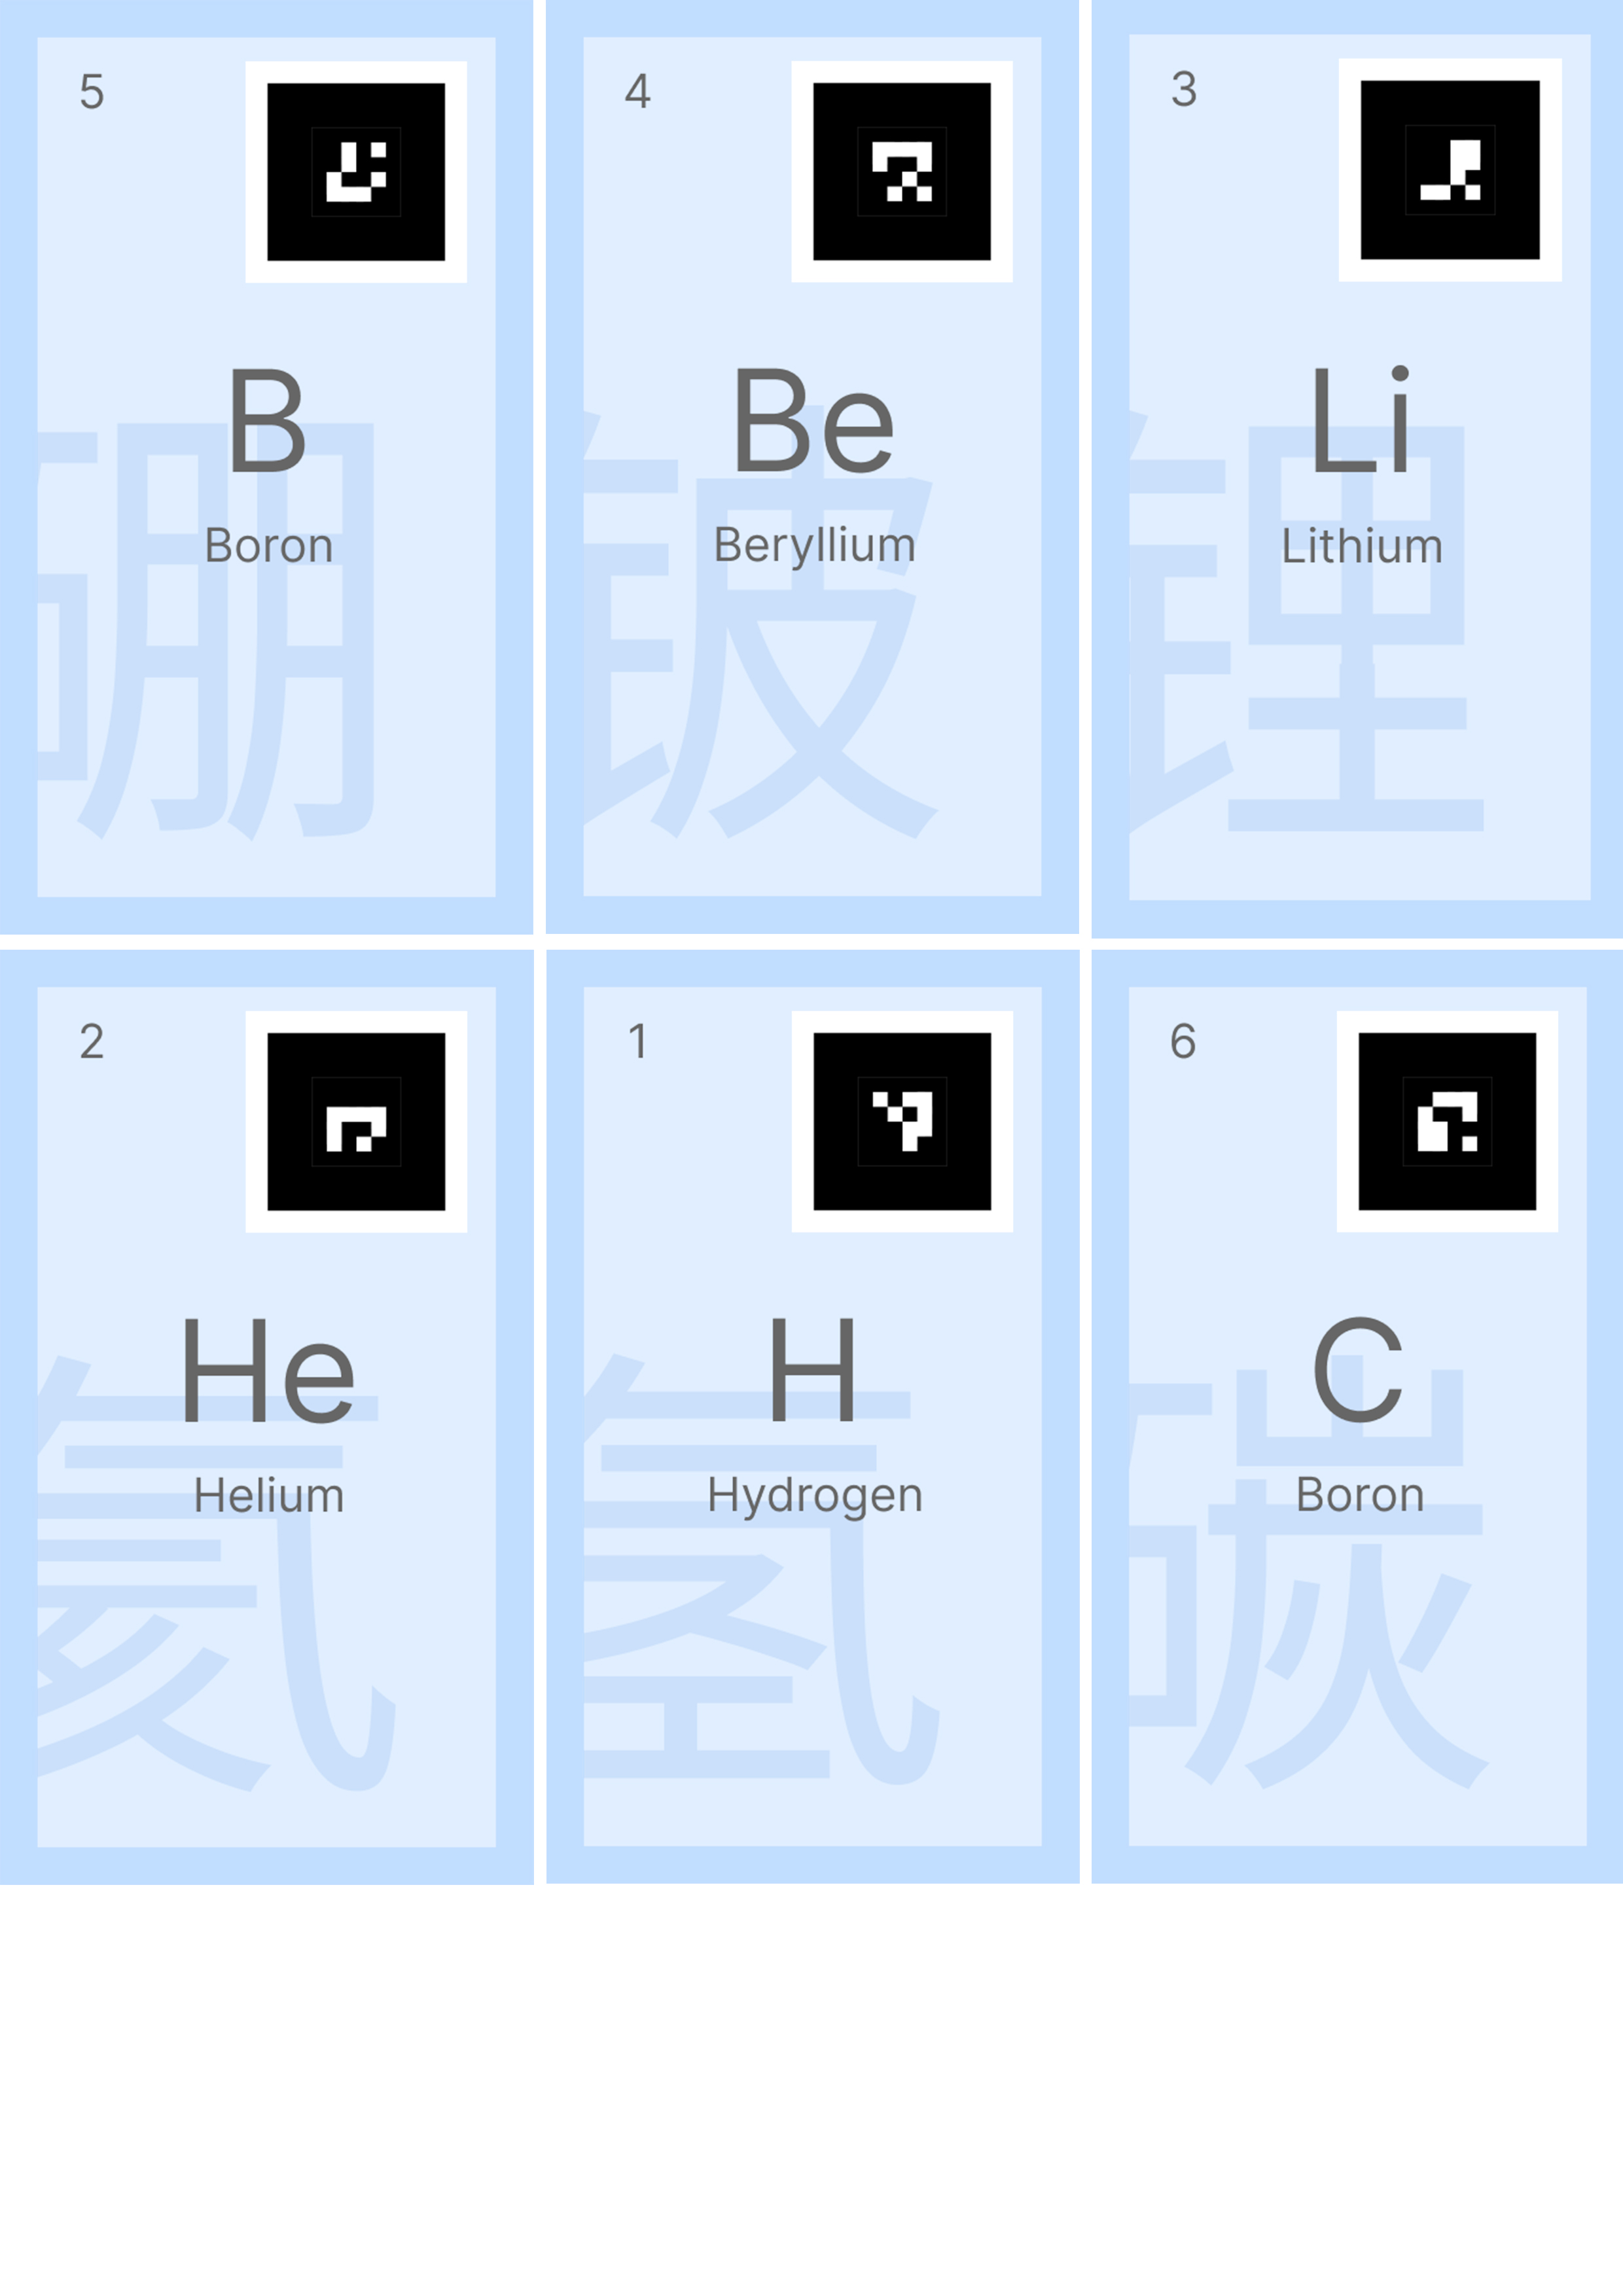 5
B
Boron
硼
4
Be
Beryllium
铍
3
Li
Lithium
锂
2
He
Helium
氦
1
H
Hydrogen
氢
6
C
Boron
碳